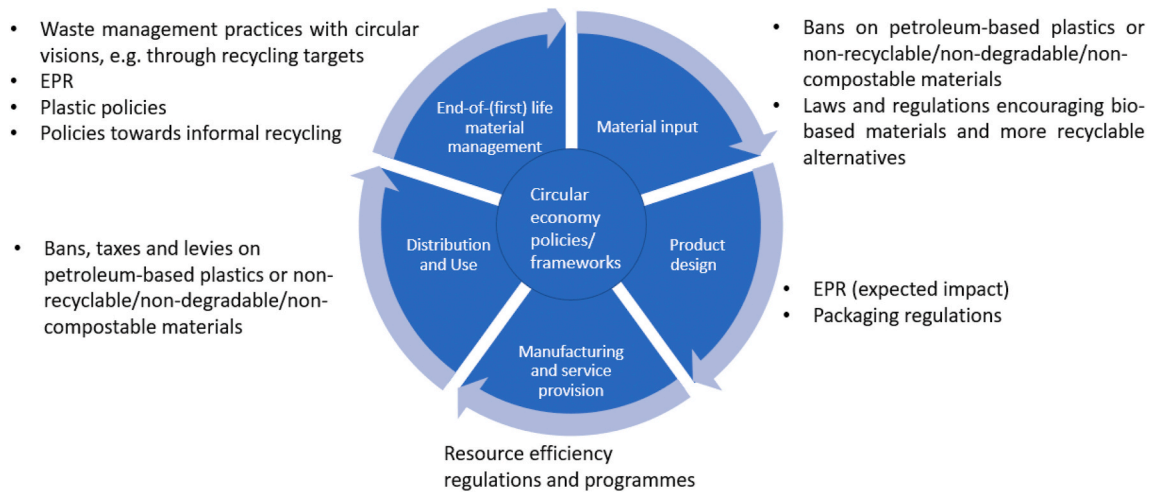 • Waste management practices with circular
visions, e.g. through recycling targets
• EPR
• Plastic policies
• Policies towards informal recycling
• Bans on petroleum-based plastics or
non-recyclable/non-degradable/non-
compostable materials
• Laws and regulations encouraging bio-
based materials and more recyclable
alternatives
End-of-(first) life
material
management
Material input
Circular
economy
policies/
frameworks
Distribution
and Use
Product
design
• Bans, taxes and levies on
petroleum-based plastics or non-
recyclable/non-degradable/non-
compostable materials
• EPR (expected impact)
• Packaging regulations
Manufacturing
and service
provision
Resource efficiency
regulations and programmes